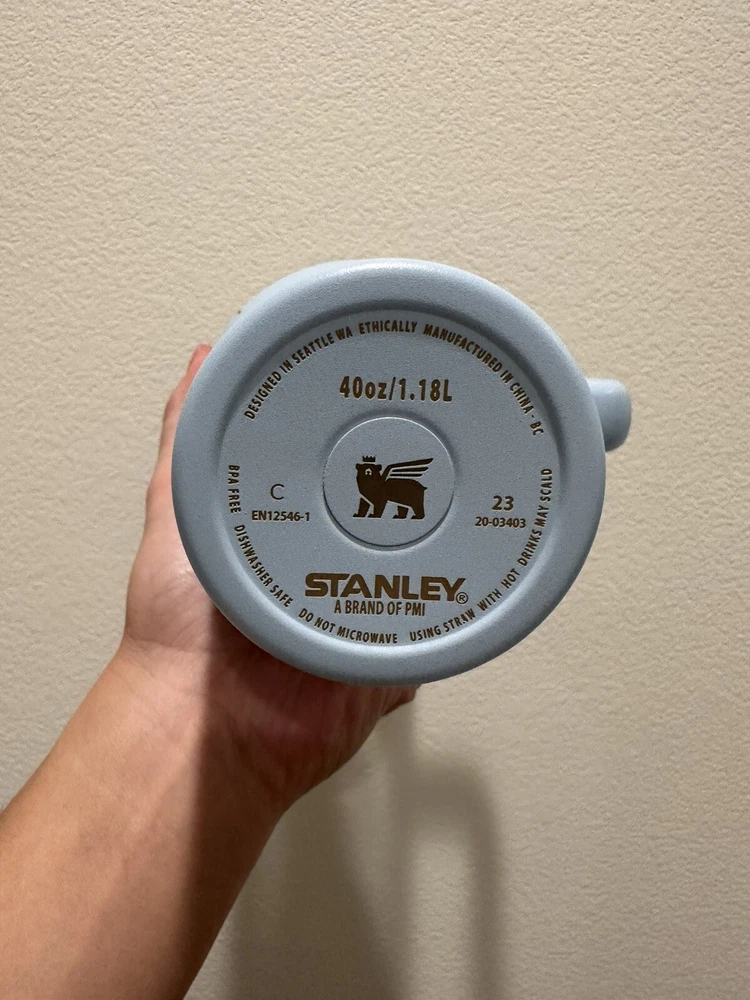 DESIGNED IN SEATTLE WA ETHICALLY MANUFACTURED IN CHINA - BC
40oz/1.18L
C
EN12546-1
23
20-03403
STANLEY®
A BRAND OF PMI
BPA FREE DISHWASHER SAFE DO NOT MICROWAVE USING STRAW WITH HOT DRINKS MAY SCALD